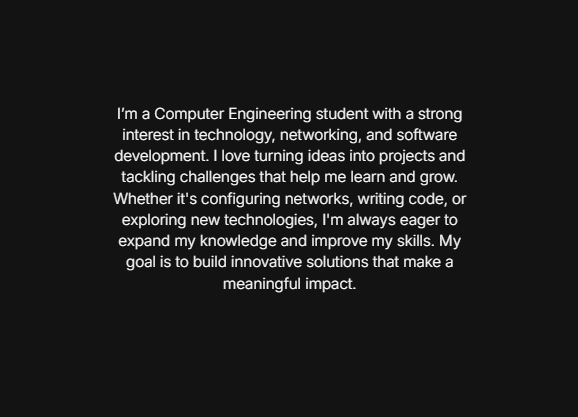 I’m a Computer Engineering student with a strong
interest in technology, networking, and software
development. I love turning ideas into projects and
tackling challenges that help me learn and grow.
Whether it's configuring networks, writing code, or
exploring new technologies, I'm always eager to
expand my knowledge and improve my skills. My
goal is to build innovative solutions that make a
meaningful impact.